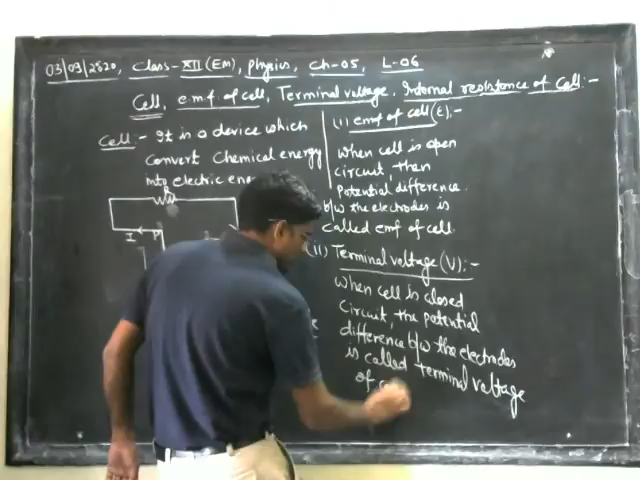 03/09/2020, Class-XII (EM), Physics, Ch-05, L-06
Cell, e.m.f. of cell, Terminal voltage, Internal resistance of Cell:-
Cell:- It is a device which
convert Chemical energy
into electric
R
I
P
(i) emf of cell (E):-
When cell is open
circuit, then
potential difference
b/w the electrodes is
called emf of cell.
(ii) Terminal voltage (V):-
When cell is closed
Circuit, the potential
difference b/w the electrodes
is called terminal voltage
of